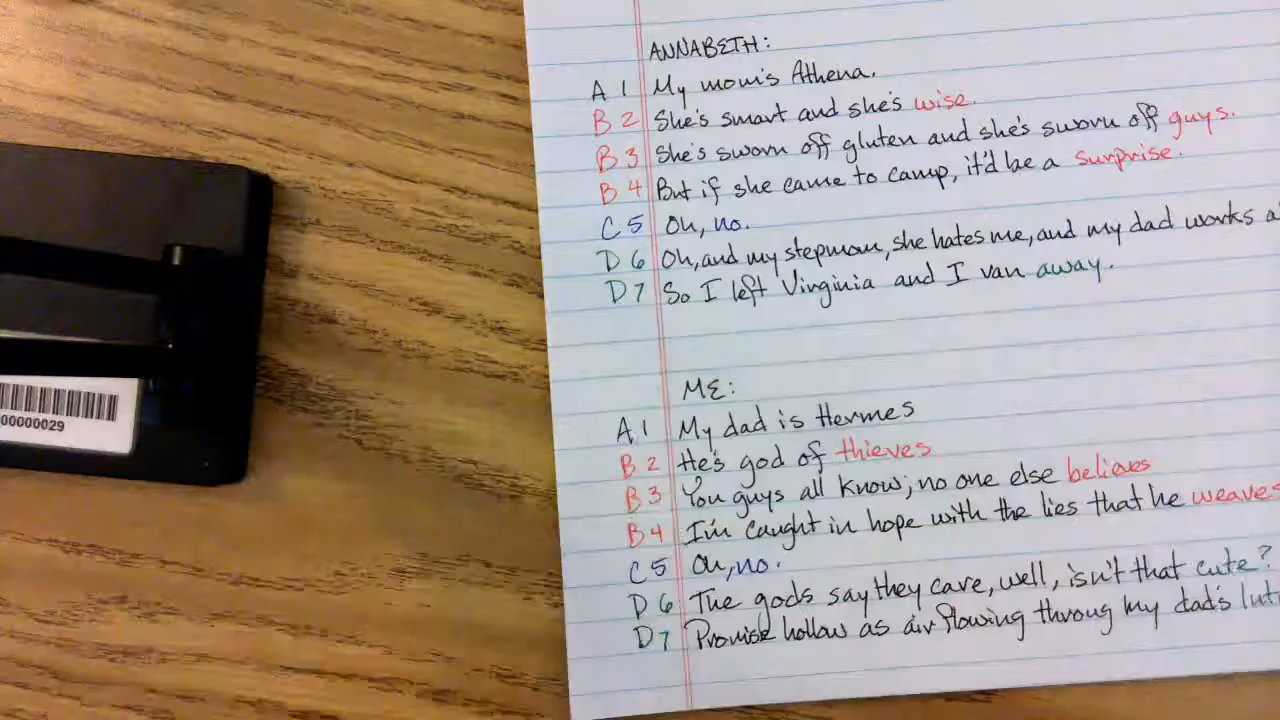 ANNABETH:
A 1 My mom's Athena.
B 2 She's smart and she's wise.
B 3 She's sworn off gluten and she's sworn off guys.
B 4 But if she came to camp, it'd be a surprise.
C 5 Oh, no.
D 6 Oh, and my stepmom, she hates me, and my dad works a
D 7 So I left Virginia and I ran away.
ME:
A 1 My dad is Hermes
B 2 He's god of thieves
B 3 You guys all know, no one else believes
B 4 I'm caught in hope with the lies that he weaves
C 5 Oh, no.
D 6 The gods say they care, well, isn't that cute?
D 7 Promise hollow as air flowing throug my dad's lut
00000029